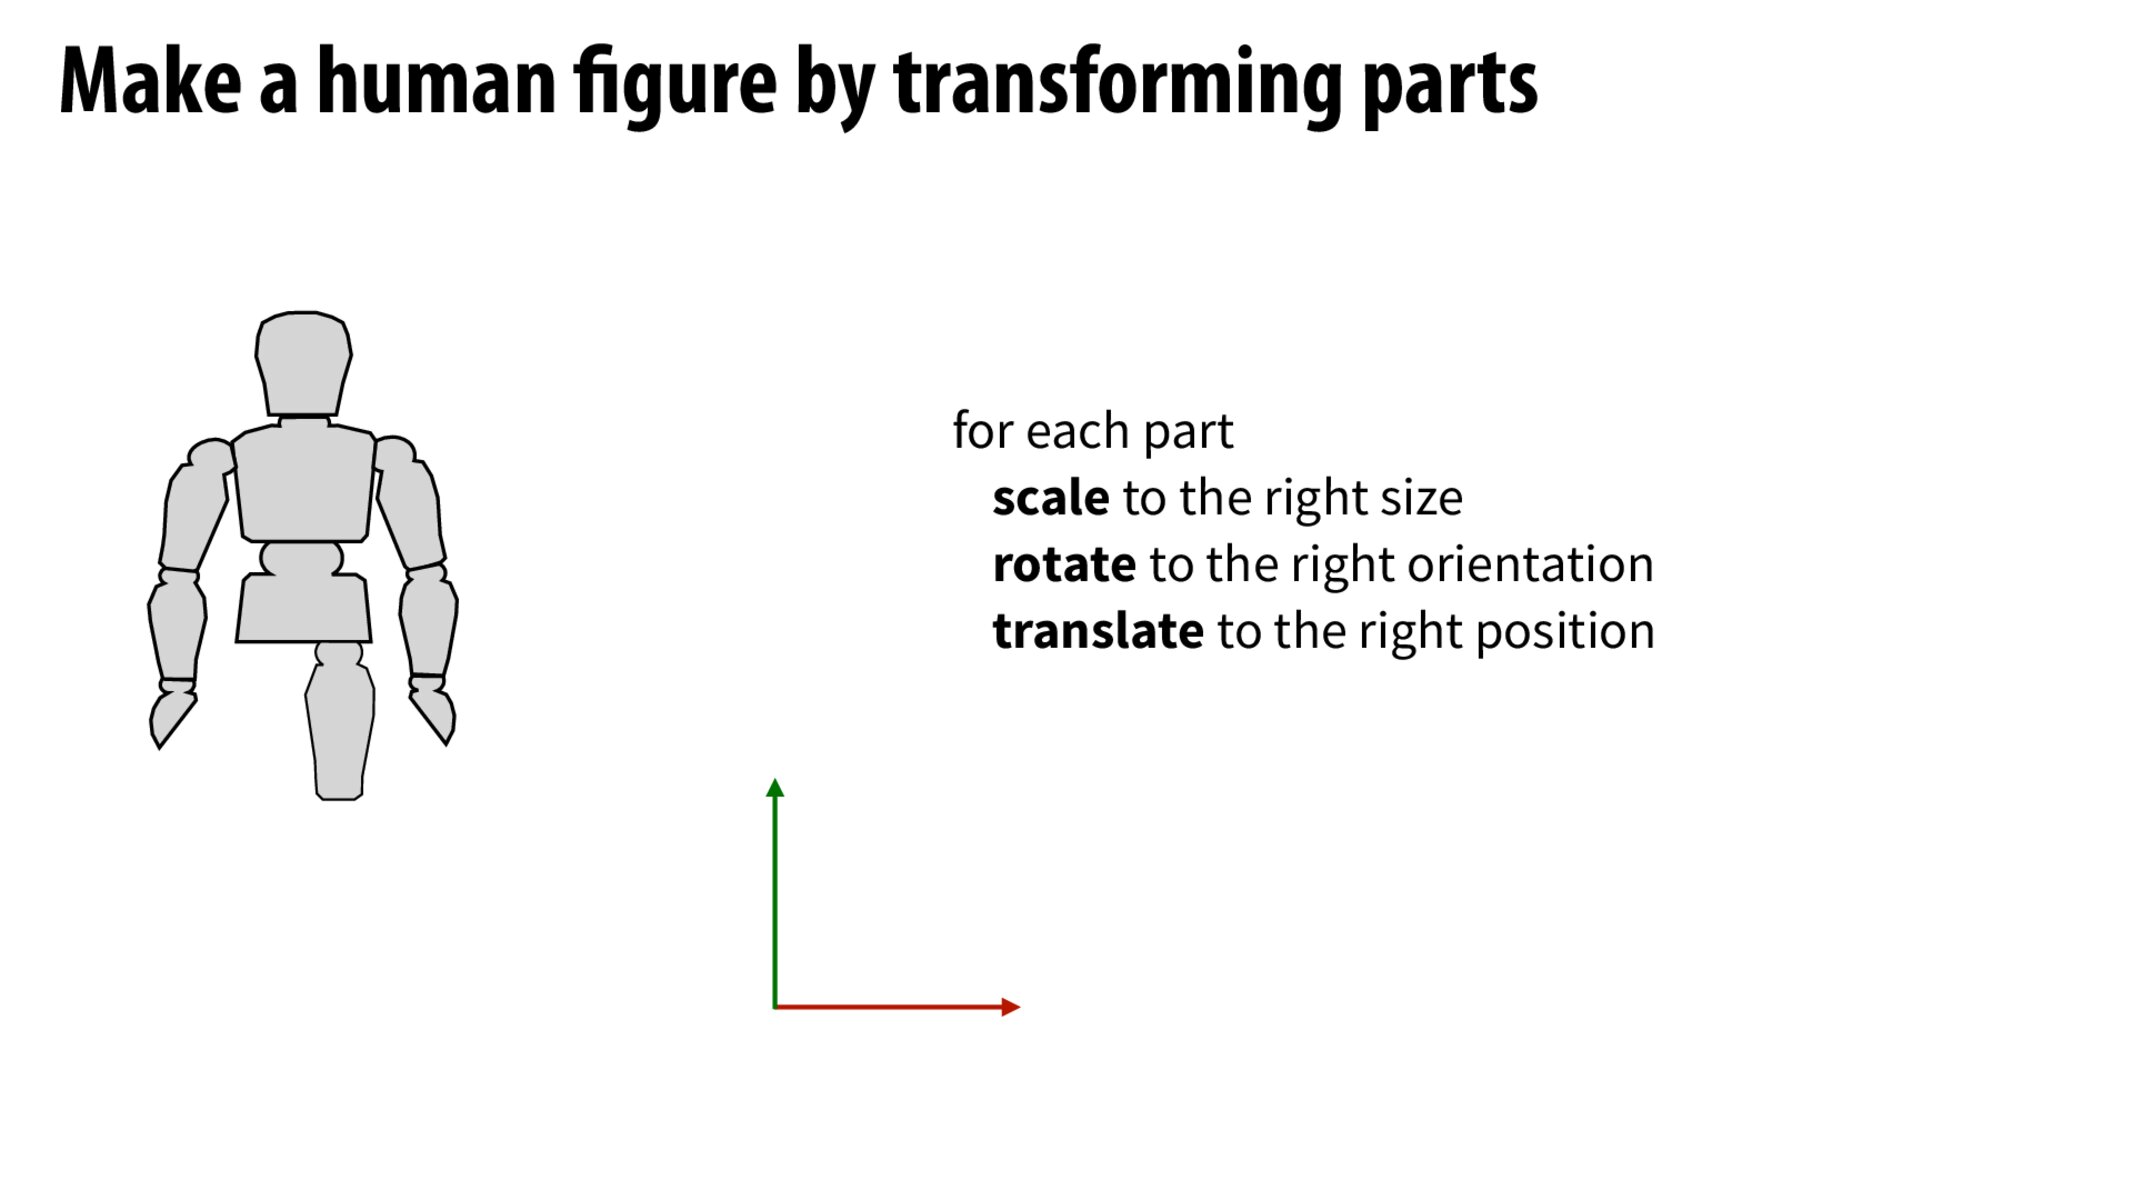 Make a human figure by transforming parts
for each part
scale to the right size
rotate to the right orientation
translate to the right position